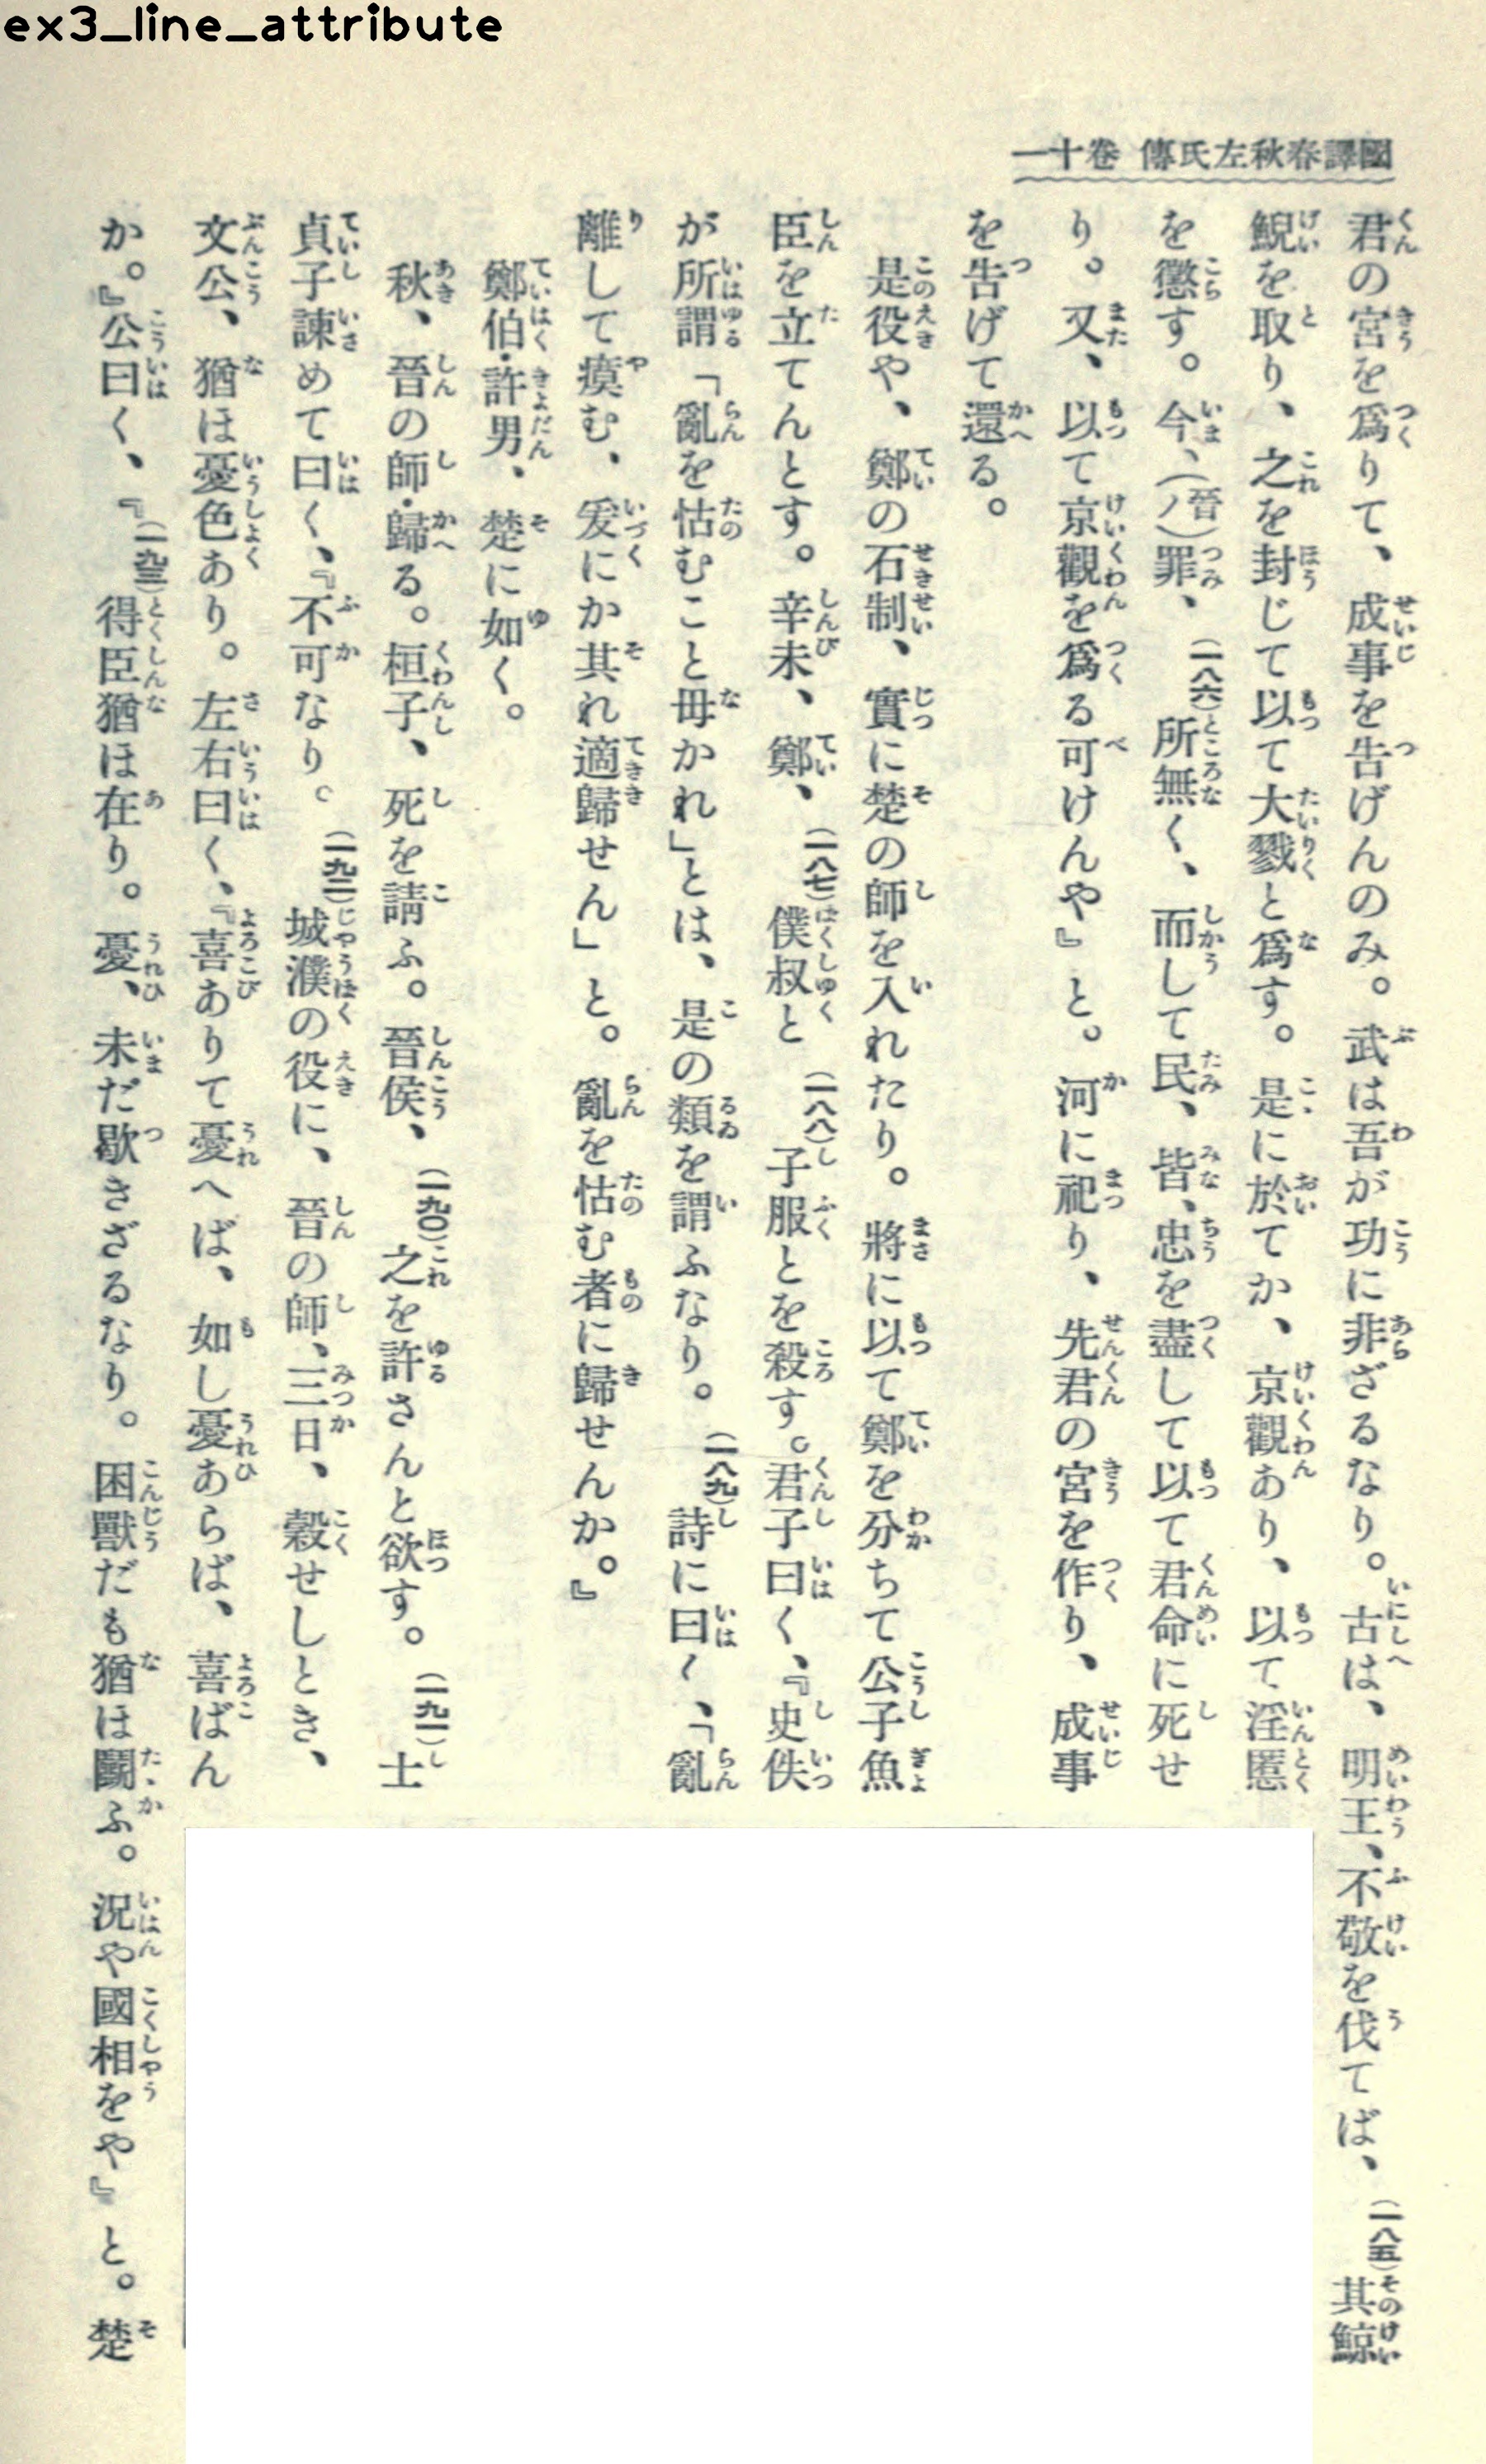 ex3_line_attribute
國譯春秋左氏傳 卷十一
君の宮を爲りて、成事を告げんのみ。武は吾が功に非ざるなり。古は、明王、不敬を伐てば、(一八五)其鯨
鯢を取り、之を封じて以て大戮と爲す。是に於てか、京觀あり、以て淫慝
を懲す。今、(晉ノ)罪、(一八六)所無く、而して民、皆、忠を盡して以て君命に死せ
り。又、以て京觀を爲る可けんや』と。河に祀り、先君の宮を作り、成事
を告げて還る。
是役や、鄭の石制、實に楚の師を入れたり。將に以て鄭を分ちて公子魚
臣を立てんとす。辛未、鄭、(一八七)僕叔と(一八八)子服とを殺す。君子曰く、『史佚
が所謂「亂を怙むこと毋かれ」とは、是の類を謂ふなり。(一八九)詩に曰く、「亂
離して瘼む、爰にか其れ適歸せん」と。亂を怙む者に歸せんか。』
鄭伯・許男、楚に如く。
秋、晉の師・歸る。桓子、死を請ふ。晉侯、(一九〇)之を許さんと欲す。(一九一)士
貞子諫めて曰く、『不可なり。(一九二)城濮の役に、晉の師、三日、穀せしとき、
文公、猶ほ憂色あり。左右曰く、『喜ありて憂へば、如し憂あらば、喜ばん
か。』公曰く、『(一九三)得臣猶ほ在り。憂、未だ歇きざるなり。困獸だも猶ほ鬭ふ。況や國相をや』と。楚